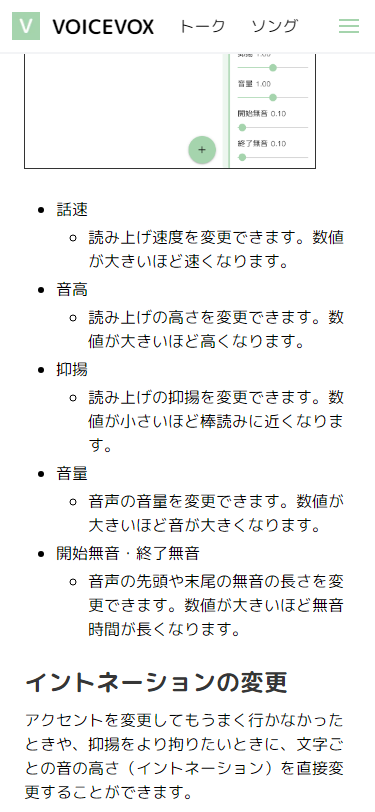 V VOICEVOX トーク ソング
抑揚 1.00
音量 1.00
開始無音 0.10
終了無音 0.10
+
話速
読み上げ速度を変更できます。数値
が大きいほど速くなります。
音高
読み上げの高さを変更できます。数
値が大きいほど高くなります。
抑揚
読み上げの抑揚を変更できます。数
値が小さいほど棒読みに近くなりま
す。
音量
音声の音量を変更できます。数値が
大きいほど音が大きくなります。
開始無音・終了無音
音声の先頭や末尾の無音の長さを変
更できます。数値が大きいほど無音
時間が長くなります。
イントネーションの変更
アクセントを変更してもうまく行かなかった
ときや、抑揚をより拘りたいときに、文字ご
との音の高さ（イントネーション）を直接変
更することができます。